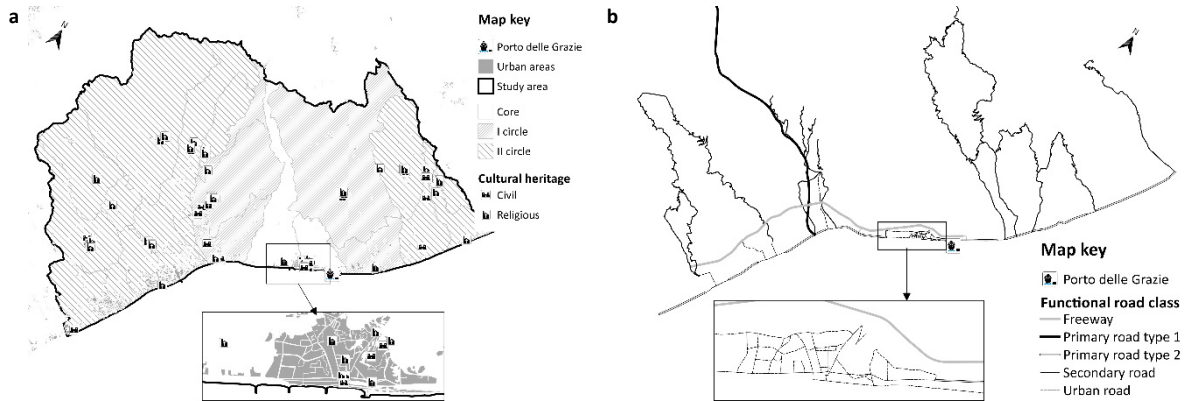 a
N
Map key
Porto delle Grazie
Urban areas
Study area
Core
I circle
II circle
Cultural heritage
Civil
Religious
b
N
Map key
Porto delle Grazie
Functional road class
Freeway
Primary road type 1
Primary road type 2
Secondary road
Urban road